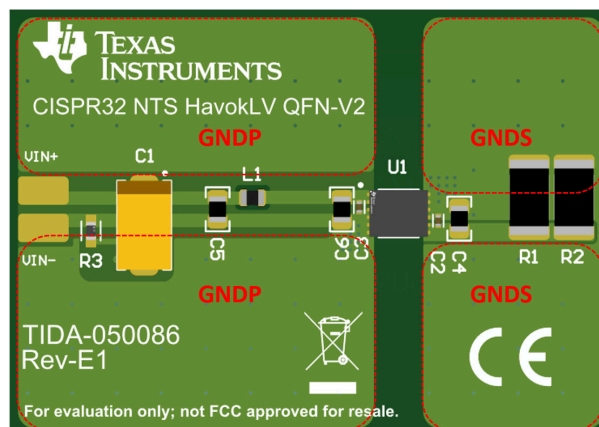 TEXAS
INSTRUMENTS
CISPR32 NTS HavokLV QFN-V2
GNDP
GNDS
VIN+
C1
L1
U1
C5
C6
C3
C2
C4
R1
R2
VIN-
R3
GNDP
GNDS
TIDA-050086
Rev-E1
CE
For evaluation only; not FCC approved for resale.